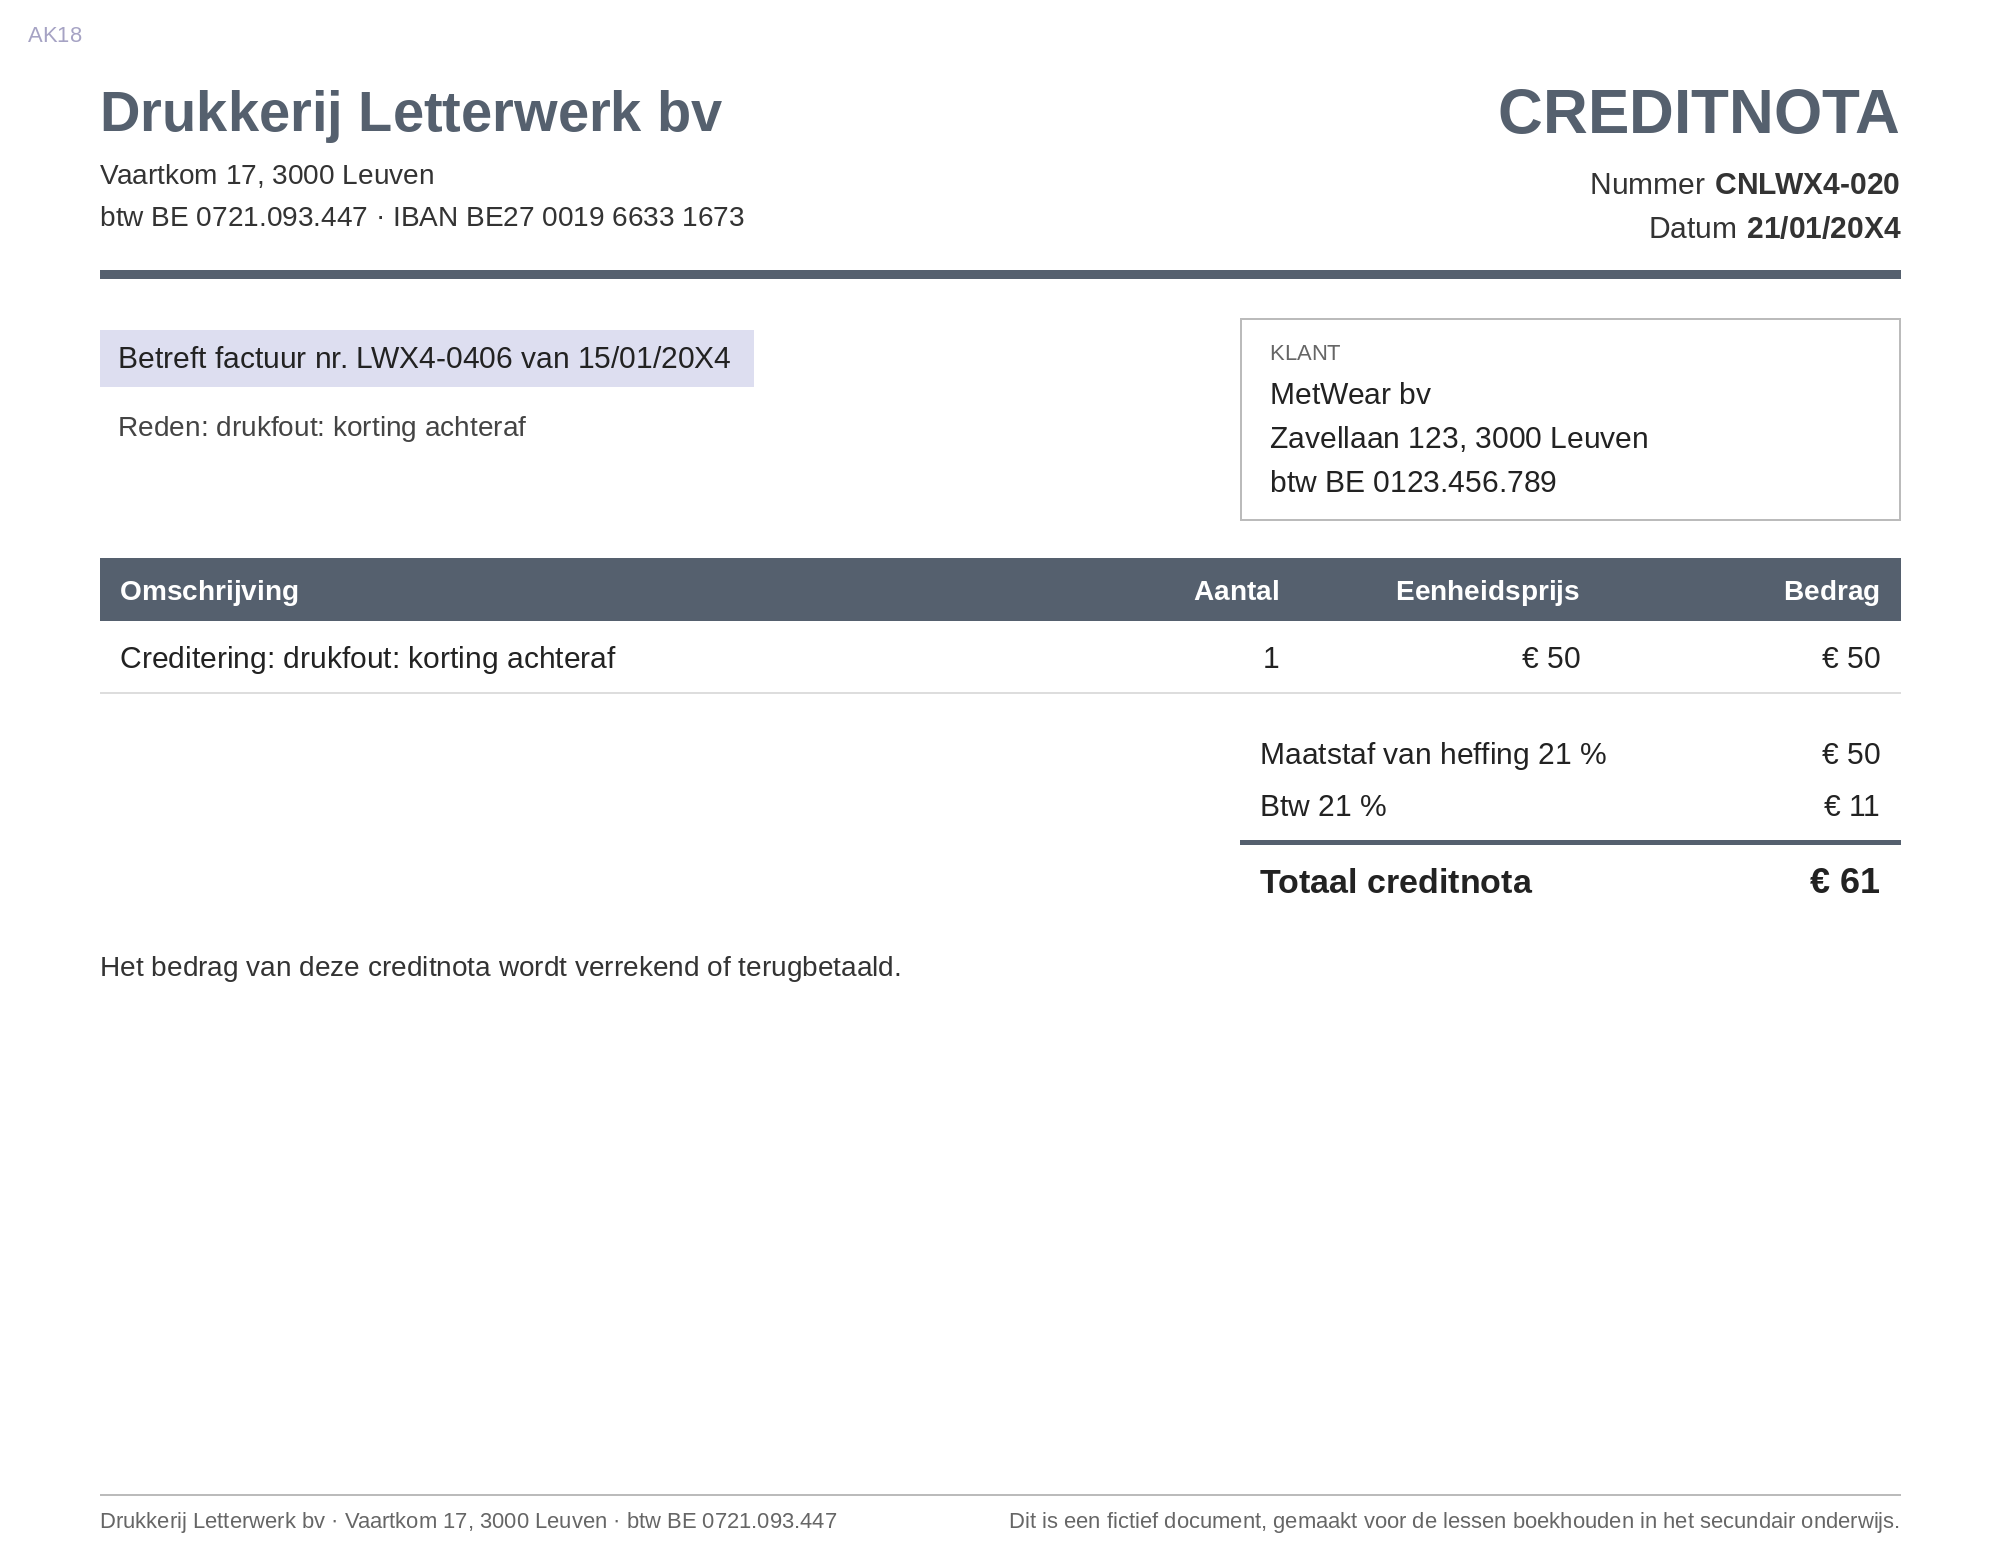 AK18
Drukkerij Letterwerk bv
Vaartkom 17, 3000 Leuven
btw BE 0721.093.447 · IBAN BE27 0019 6633 1673
CREDITNOTA
Nummer CNLWX4-020
Datum 21/01/20X4
Betreft factuur nr. LWX4-0406 van 15/01/20X4
Reden: drukfout: korting achteraf
KLANT
MetWear bv
Zavellaan 123, 3000 Leuven
btw BE 0123.456.789
Omschrijving Aantal Eenheidsprijs Bedrag
Creditering: drukfout: korting achteraf 1 € 50 € 50
Maatstaf van heffing 21 % € 50
Btw 21 % € 11
Totaal creditnota € 61
Het bedrag van deze creditnota wordt verrekend of terugbetaald.
Drukkerij Letterwerk bv · Vaartkom 17, 3000 Leuven · btw BE 0721.093.447
Dit is een fictief document, gemaakt voor de lessen boekhouden in het secundair onderwijs.